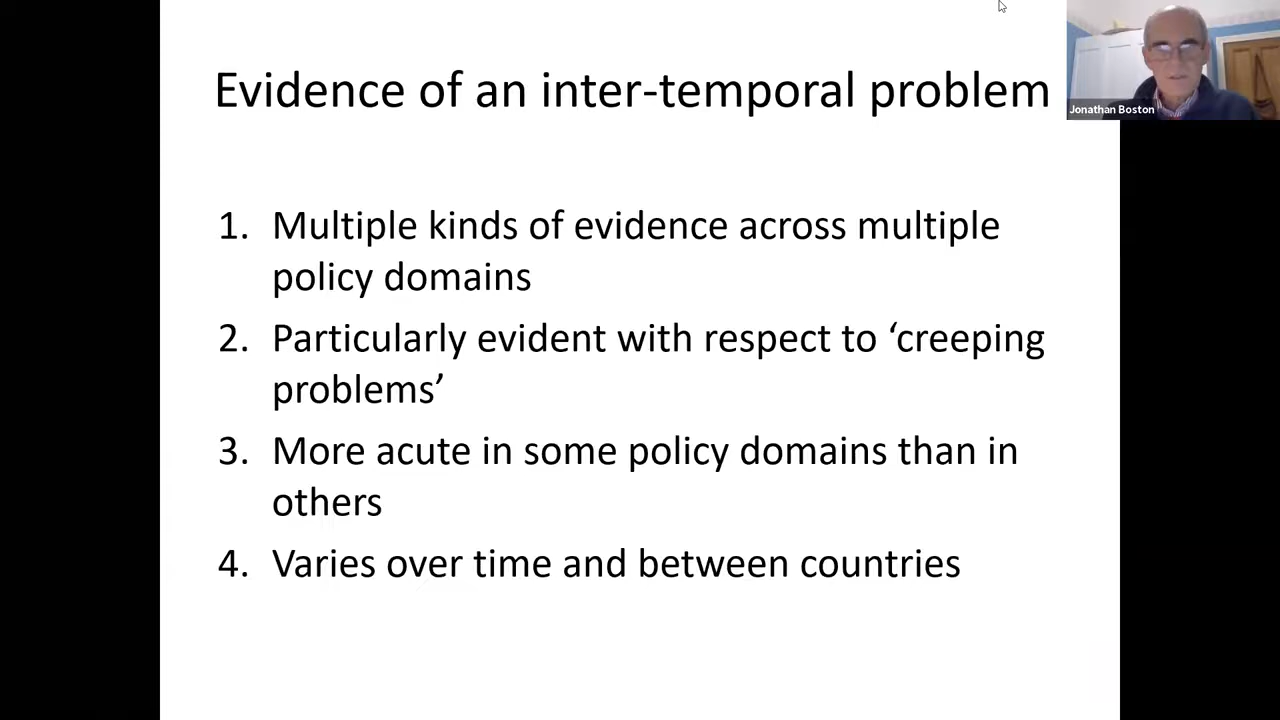 Evidence of an inter-temporal problem
Jonathan Boston
1. Multiple kinds of evidence across multiple
policy domains
2. Particularly evident with respect to ‘creeping
problems’
3. More acute in some policy domains than in
others
4. Varies over time and between countries